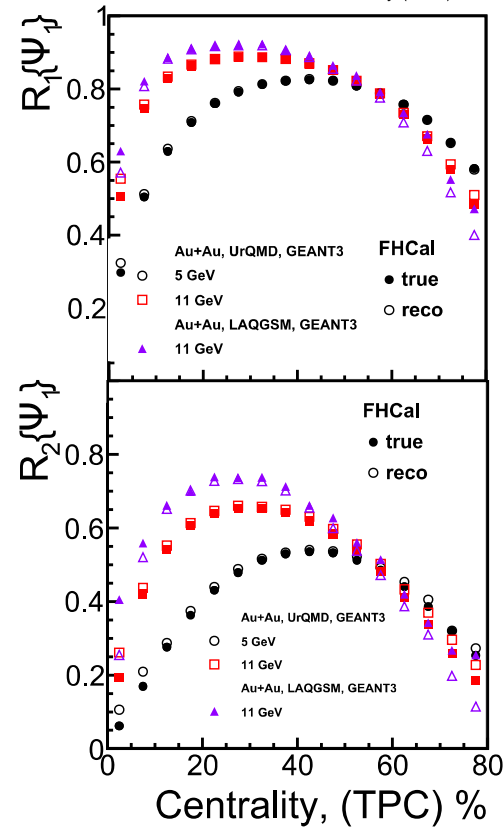 R1{Ψ1}
1
0.8
0.6
0.4
0.2
Au+Au, UrQMD, GEANT3
5 GeV
11 GeV
Au+Au, LAQGSM, GEANT3
11 GeV
FHCal
true
reco
R2{Ψ1}
0.8
0.6
0.4
0.2
0
FHCal
true
reco
Au+Au, UrQMD, GEANT3
5 GeV
11 GeV
Au+Au, LAQGSM, GEANT3
11 GeV
0 20 40 60 80
Centrality, (TPC) %